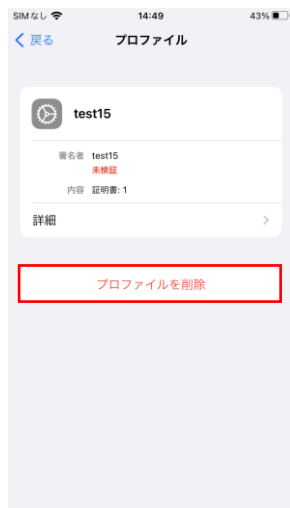 SIMなし 14:49 43%
戻る プロファイル
test15
署名者 test15
未検証
内容 証明書: 1
詳細
プロファイルを削除